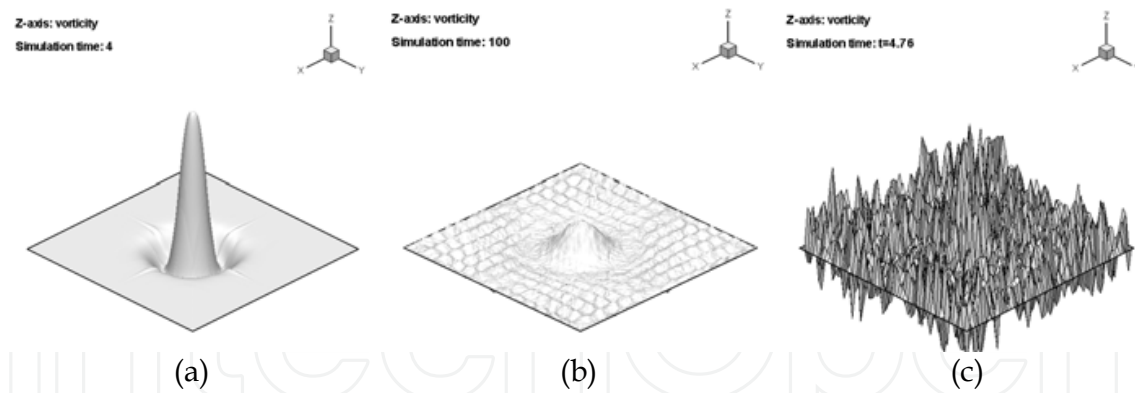 Z-axis: vorticity
Simulation time: 4
Z
X
Y
Z-axis: vorticity
Simulation time: 100
Z
X
Y
Z-axis: vorticity
Simulation time: t=4.76
Z
X
(a)
(b)
(c)